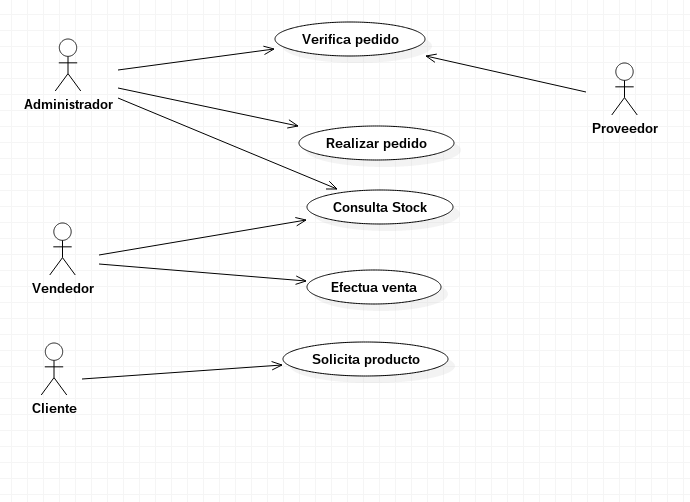 Verifica pedido
Administrador
Proveedor
Realizar pedido
Consulta Stock
Vendedor
Efectua venta
Solicita producto
Cliente